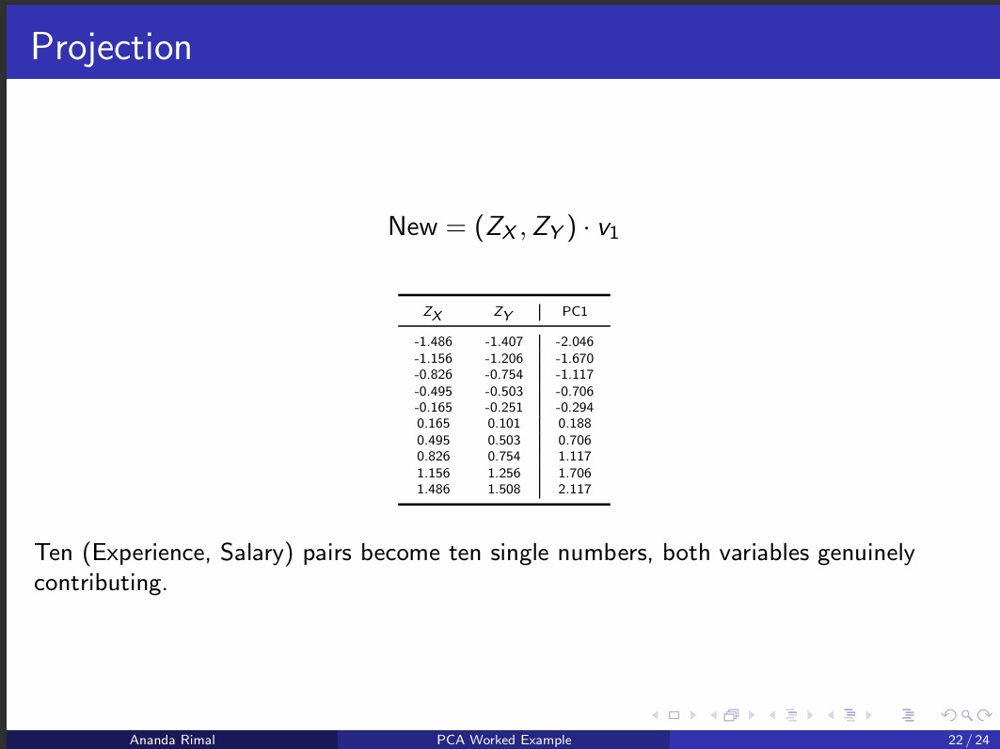 Projection
New = (Z_X, Z_Y) · v_1
Z_X Z_Y | PC1
-1.486 -1.407 -2.046
-1.156 -1.206 -1.670
-0.826 -0.754 -1.117
-0.495 -0.503 -0.706
-0.165 -0.251 -0.294
0.165 0.101 0.188
0.495 0.503 0.706
0.826 0.754 1.117
1.156 1.256 1.706
1.486 1.508 2.117
Ten (Experience, Salary) pairs become ten single numbers, both variables genuinely
contributing.
Ananda Rimal PCA Worked Example 22 / 24